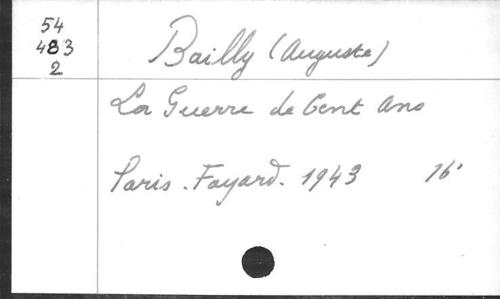 54
483
2
Bailly (Auguste)
La Guerre de Cent Ans
Paris. Fayard. 1943 16°